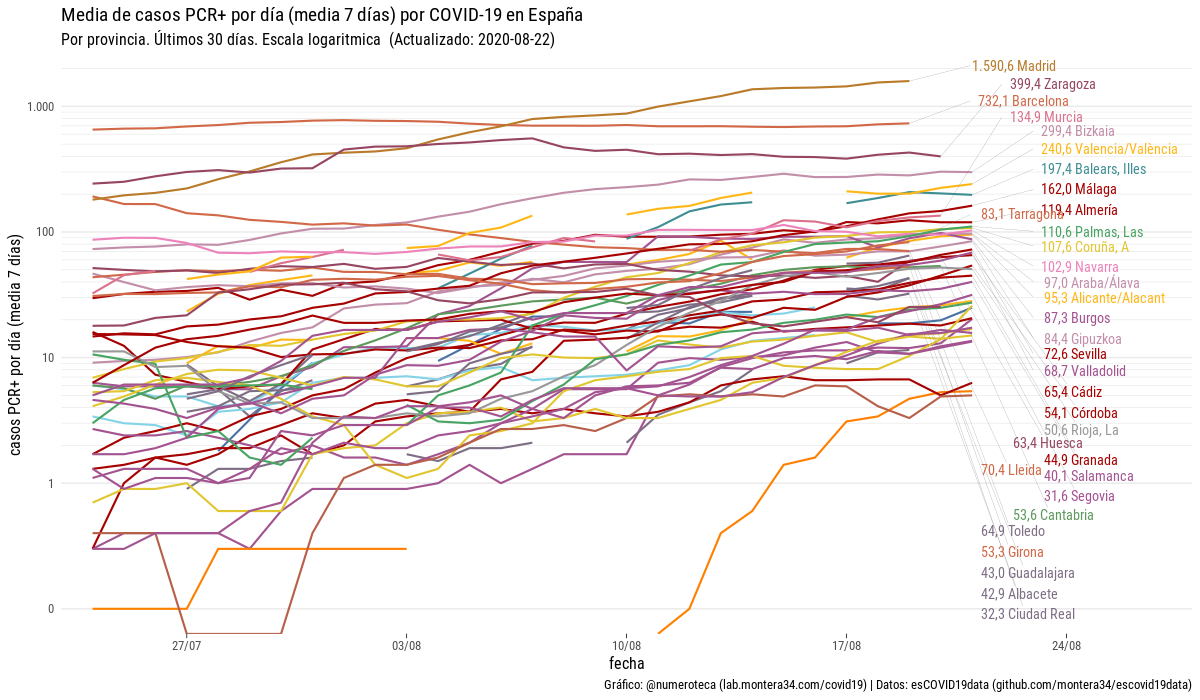 Media de casos PCR+ por día (media 7 días) por COVID-19 en España
Por provincia. Últimos 30 días. Escala logaritmica (Actualizado: 2020-08-22)
casos PCR+ por día (media 7 días)
1.000
100
10
1
0
1.590,6 Madrid
399,4 Zaragoza
732,1 Barcelona
134,9 Murcia
299,4 Bizkaia
240,6 Valencia/València
197,4 Balears, Illes
162,0 Málaga
119,4 Almería
83,1 Tarragona
110,6 Palmas, Las
107,6 Coruña, A
102,9 Navarra
97,0 Araba/Álava
95,3 Alicante/Alacant
87,3 Burgos
84,4 Gipuzkoa
72,6 Sevilla
68,7 Valladolid
65,4 Cádiz
54,1 Córdoba
50,6 Rioja, La
63,4 Huesca
44,9 Granada
70,4 Lleida
40,1 Salamanca
31,6 Segovia
53,6 Cantabria
64,9 Toledo
53,3 Girona
43,0 Guadalajara
42,9 Albacete
32,3 Ciudad Real
27/07
03/08
10/08
17/08
24/08
fecha
Gráfico: @numeroteca (lab.montera34.com/covid19) | Datos: esCOVID19data (github.com/montera34/escovid19data)